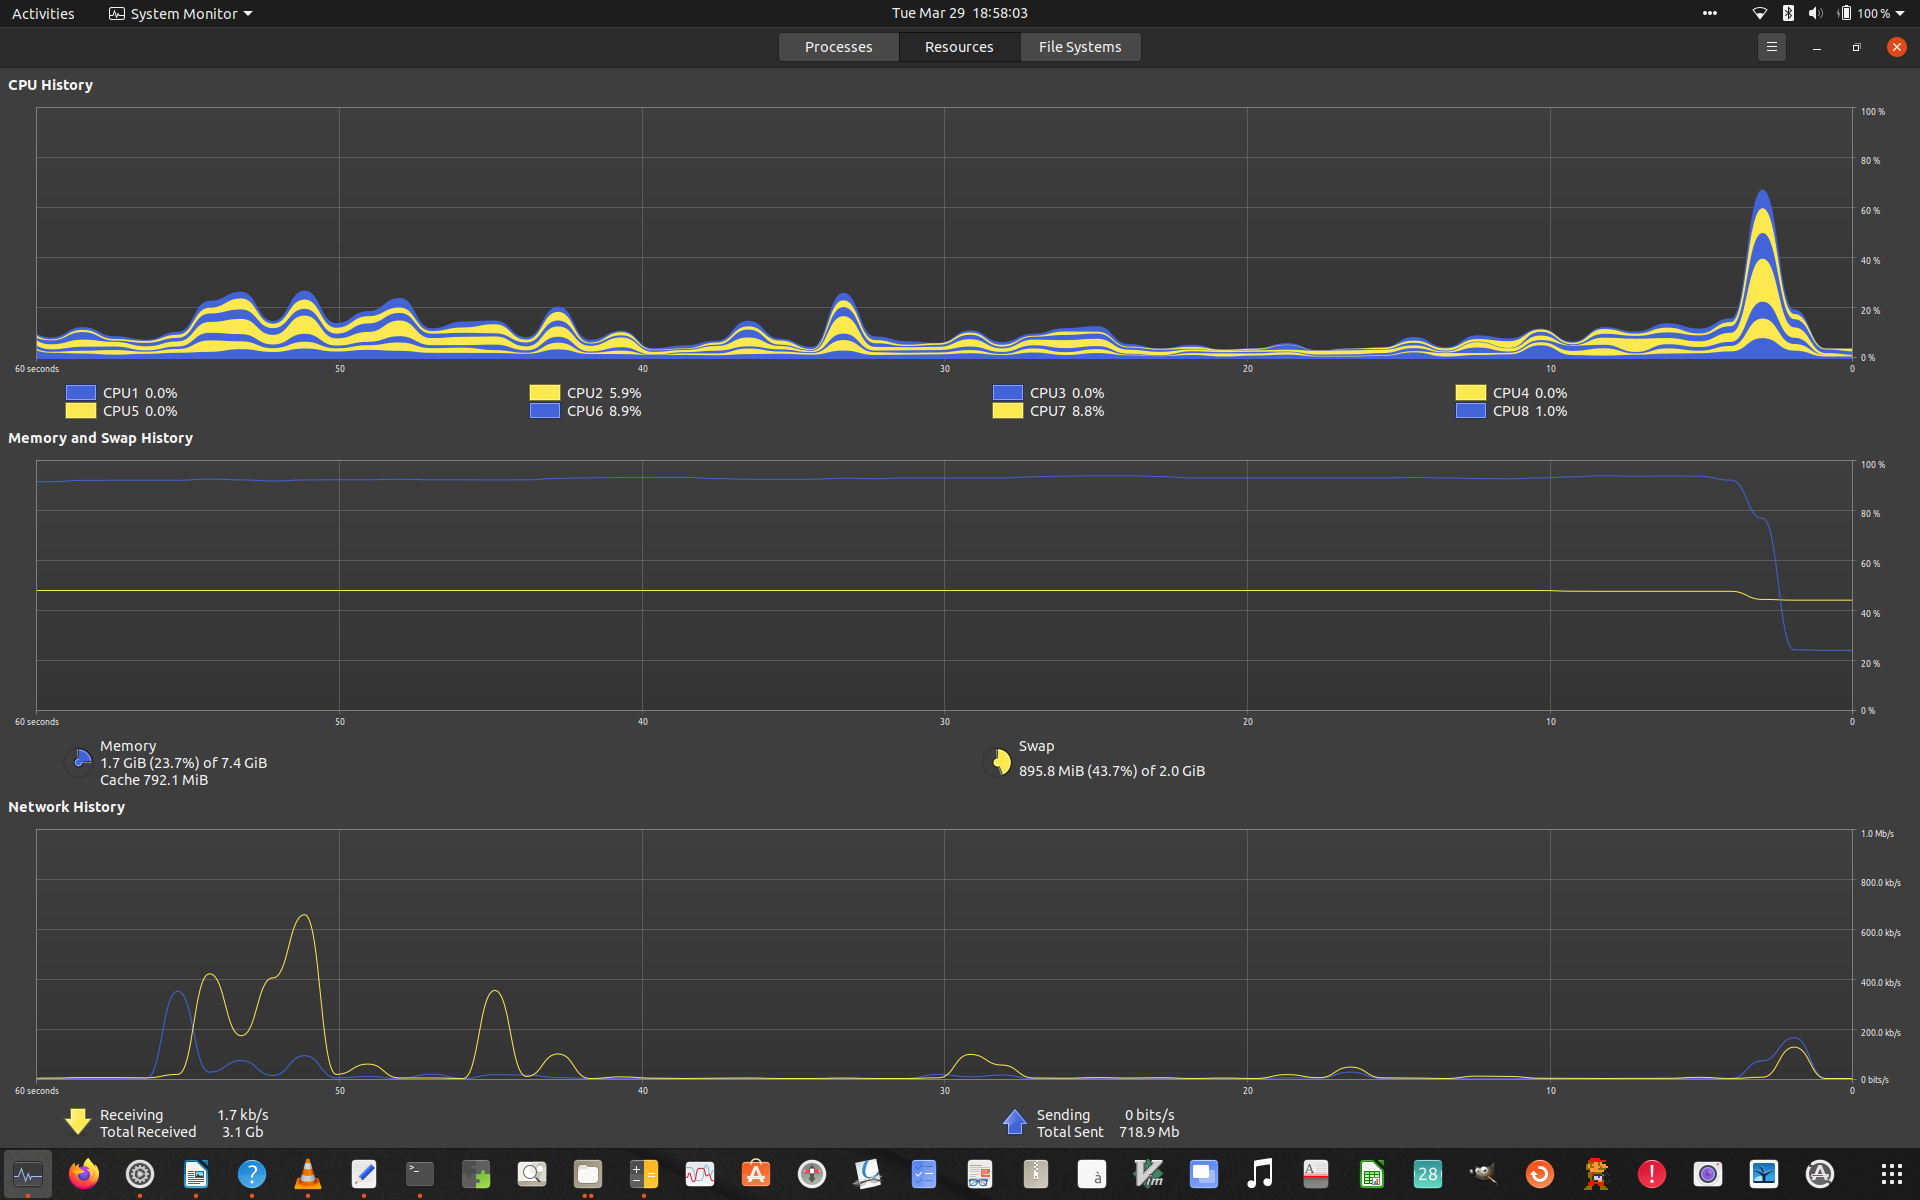 Activities System Monitor Tue Mar 29 18:58:03 100 %
Processes Resources File Systems
CPU History
100 %
80 %
60 %
40 %
20 %
0 %
60 seconds 50 40 30 20 10 0
CPU1 0.0% CPU2 5.9% CPU3 0.0% CPU4 0.0%
CPU5 0.0% CPU6 8.9% CPU7 8.8% CPU8 1.0%
Memory and Swap History
100 %
80 %
60 %
40 %
20 %
0 %
60 seconds 50 40 30 20 10 0
Memory
1.7 GiB (23.7%) of 7.4 GiB
Cache 792.1 MiB
Swap
895.8 MiB (43.7%) of 2.0 GiB
Network History
1.0 Mb/s
800.0 kb/s
600.0 kb/s
400.0 kb/s
200.0 kb/s
0 bits/s
60 seconds 50 40 30 20 10 0
Receiving 1.7 kb/s Sending 0 bits/s
Total Received 3.1 Gb Total Sent 718.9 Mb
? >_ à Vim A 28 !